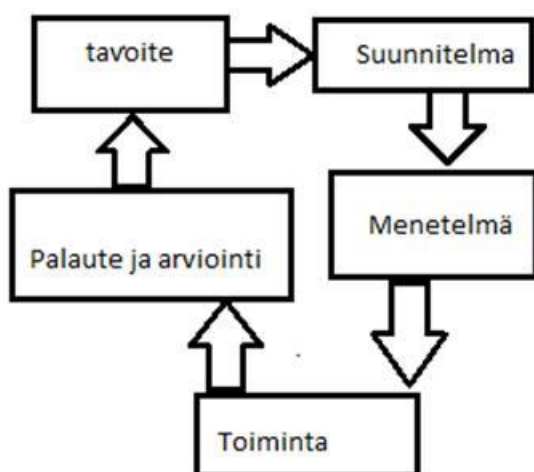 tavoite
Suunnitelma
Menetelmä
Toiminta
Palaute ja arviointi